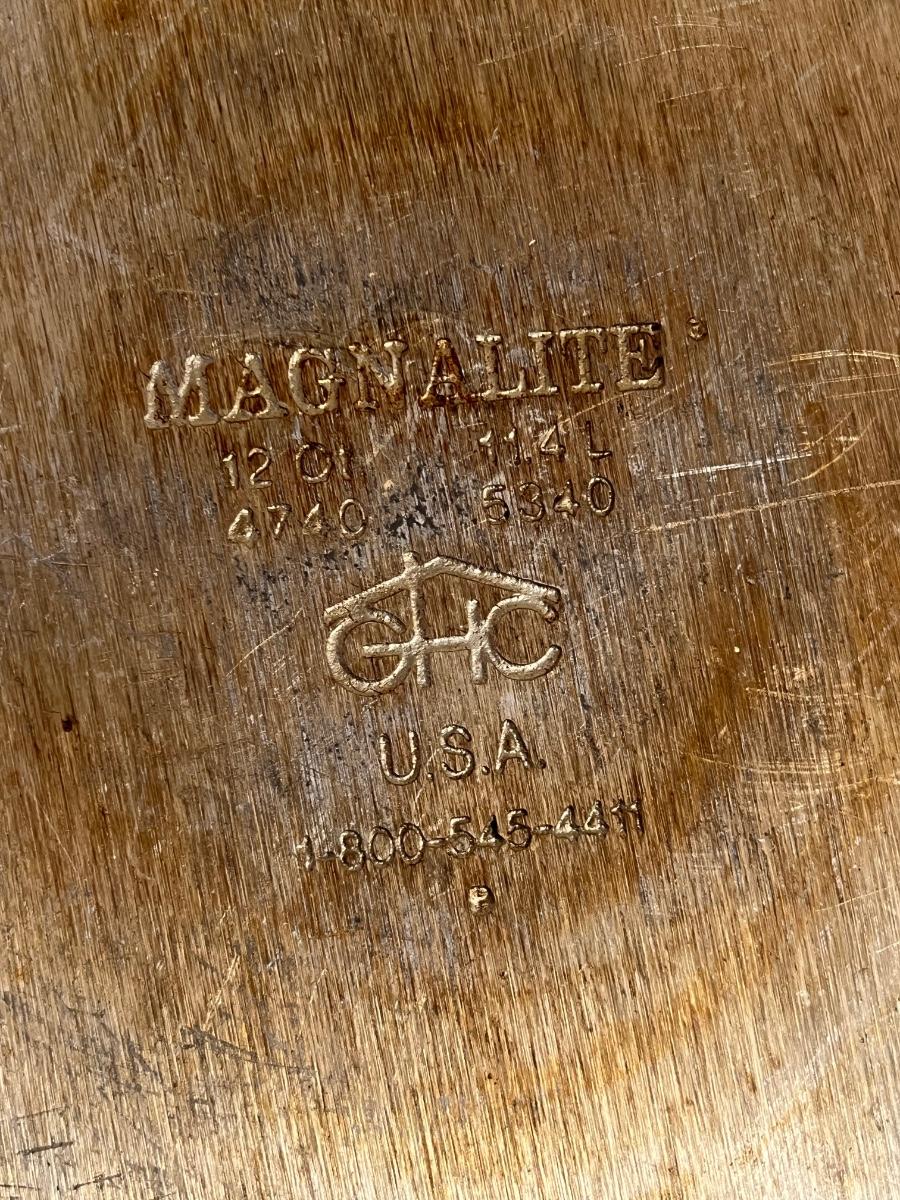 MAGNALITE ®
12 Qt 11.4 L
4740 5340
GHC
U.S.A.
1-800-545-4411
P